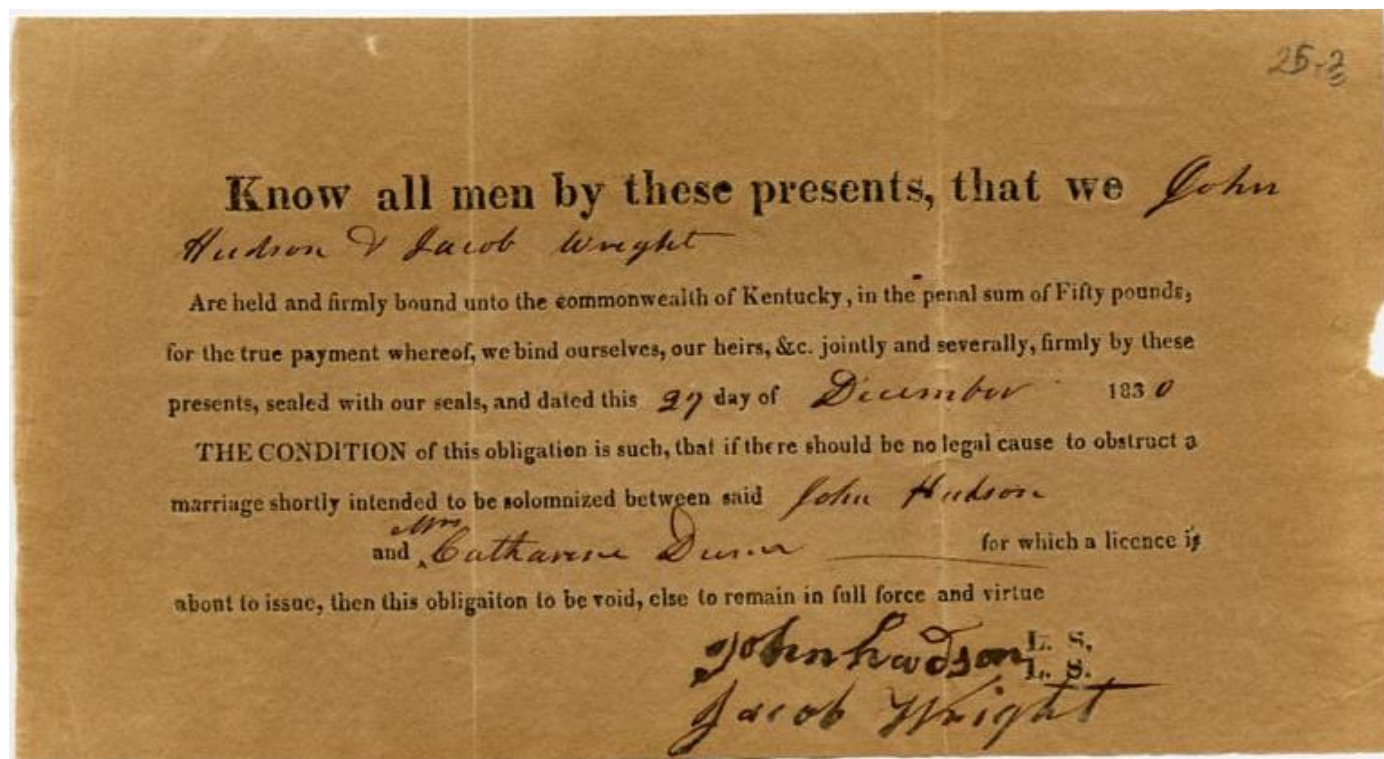 25-2
Know all men by these presents, that we John
Hudson & Jacob Wright
Are held and firmly bound unto the commonwealth of Kentucky, in the penal sum of Fifty pounds,
for the true payment whereof, we bind ourselves, our heirs, &c. jointly and severally, firmly by these
presents, sealed with our seals, and dated this 27 day of December 1830
THE CONDITION of this obligation is such, that if there should be no legal cause to obstruct a
marriage shortly intended to be solomnized between said John Hudson
Mrs
and Catharine for which a licence is
about to issue, then this obligaiton to be void, else to remain in full force and virtue
John hudson L. S,
L. S.
Jacob Wright